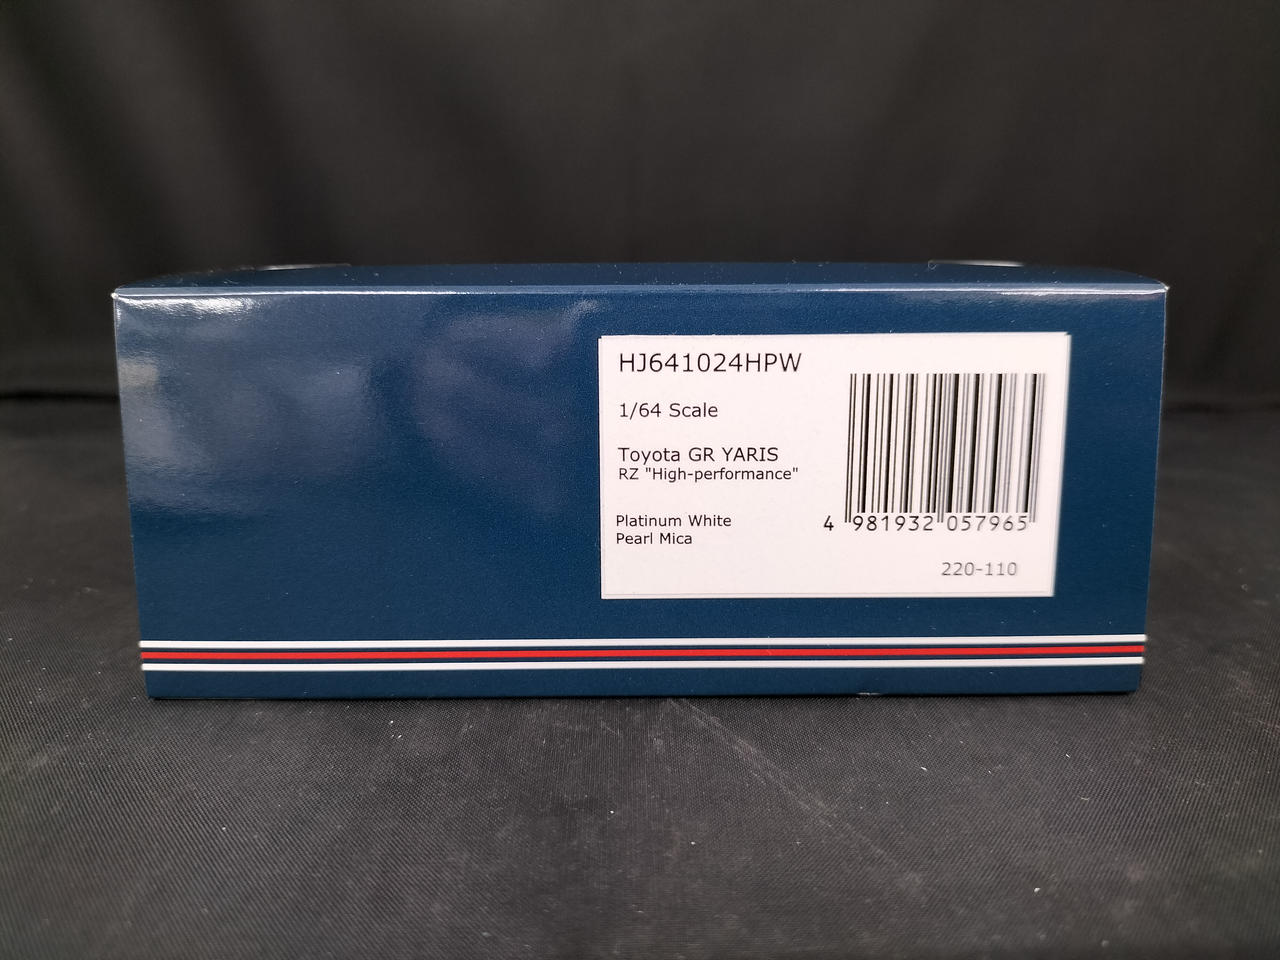 HJ641024HPW
1/64 Scale
Toyota GR YARIS
RZ "High-performance"
Platinum White
Pearl Mica
4 981932 057965
220-110